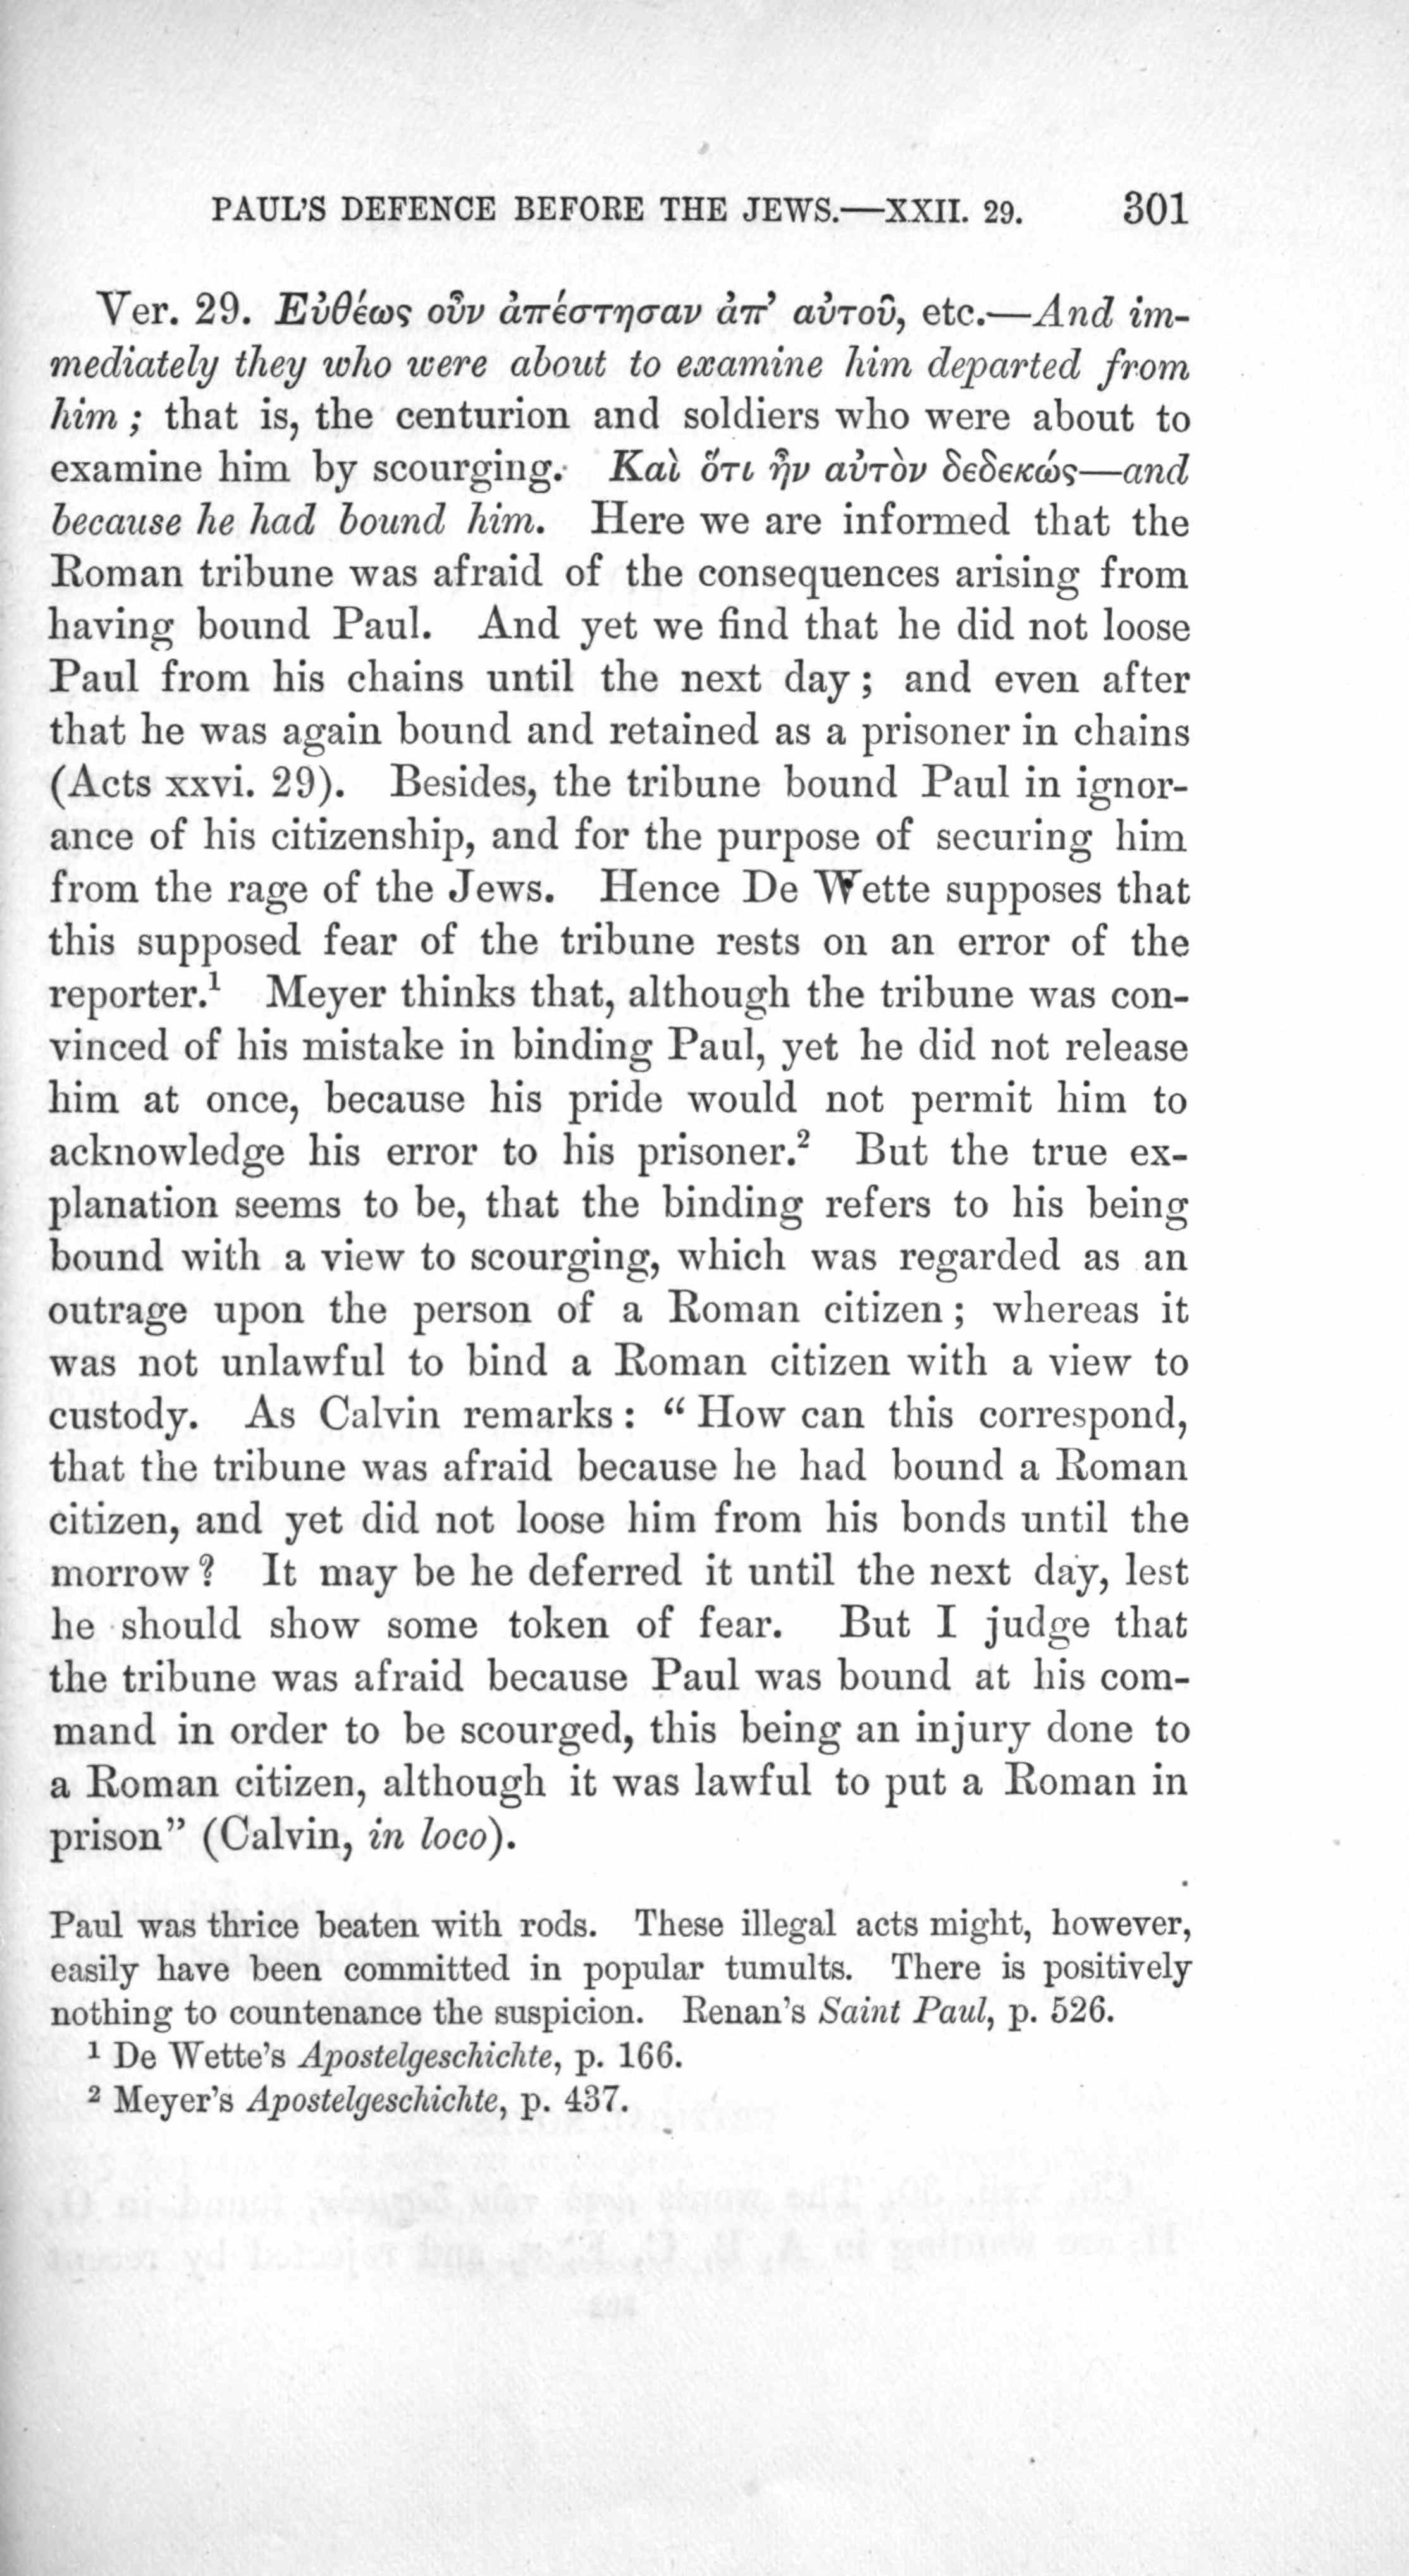 PAUL'S DEFENCE BEFORE THE JEWS.—XXII. 29. 301
Ver. 29. Εὐθέως οὖν ἀπέστησαν ἀπ' αὐτοῦ, etc.—And im-
mediately they who were about to examine him departed from
him; that is, the centurion and soldiers who were about to
examine him by scourging. Καὶ ὅτι ἦν αὐτὸν δεδεκώς—and
because he had bound him. Here we are informed that the
Roman tribune was afraid of the consequences arising from
having bound Paul. And yet we find that he did not loose
Paul from his chains until the next day; and even after
that he was again bound and retained as a prisoner in chains
(Acts xxvi. 29). Besides, the tribune bound Paul in ignor-
ance of his citizenship, and for the purpose of securing him
from the rage of the Jews. Hence De Wette supposes that
this supposed fear of the tribune rests on an error of the
reporter.¹ Meyer thinks that, although the tribune was con-
vinced of his mistake in binding Paul, yet he did not release
him at once, because his pride would not permit him to
acknowledge his error to his prisoner.² But the true ex-
planation seems to be, that the binding refers to his being
bound with a view to scourging, which was regarded as an
outrage upon the person of a Roman citizen; whereas it
was not unlawful to bind a Roman citizen with a view to
custody. As Calvin remarks: “How can this correspond,
that the tribune was afraid because he had bound a Roman
citizen, and yet did not loose him from his bonds until the
morrow? It may be he deferred it until the next day, lest
he should show some token of fear. But I judge that
the tribune was afraid because Paul was bound at his com-
mand in order to be scourged, this being an injury done to
a Roman citizen, although it was lawful to put a Roman in
prison” (Calvin, in loco).
Paul was thrice beaten with rods. These illegal acts might, however,
easily have been committed in popular tumults. There is positively
nothing to countenance the suspicion. Renan's Saint Paul, p. 526.
¹ De Wette's Apostelgeschichte, p. 166.
² Meyer's Apostelgeschichte, p. 437.